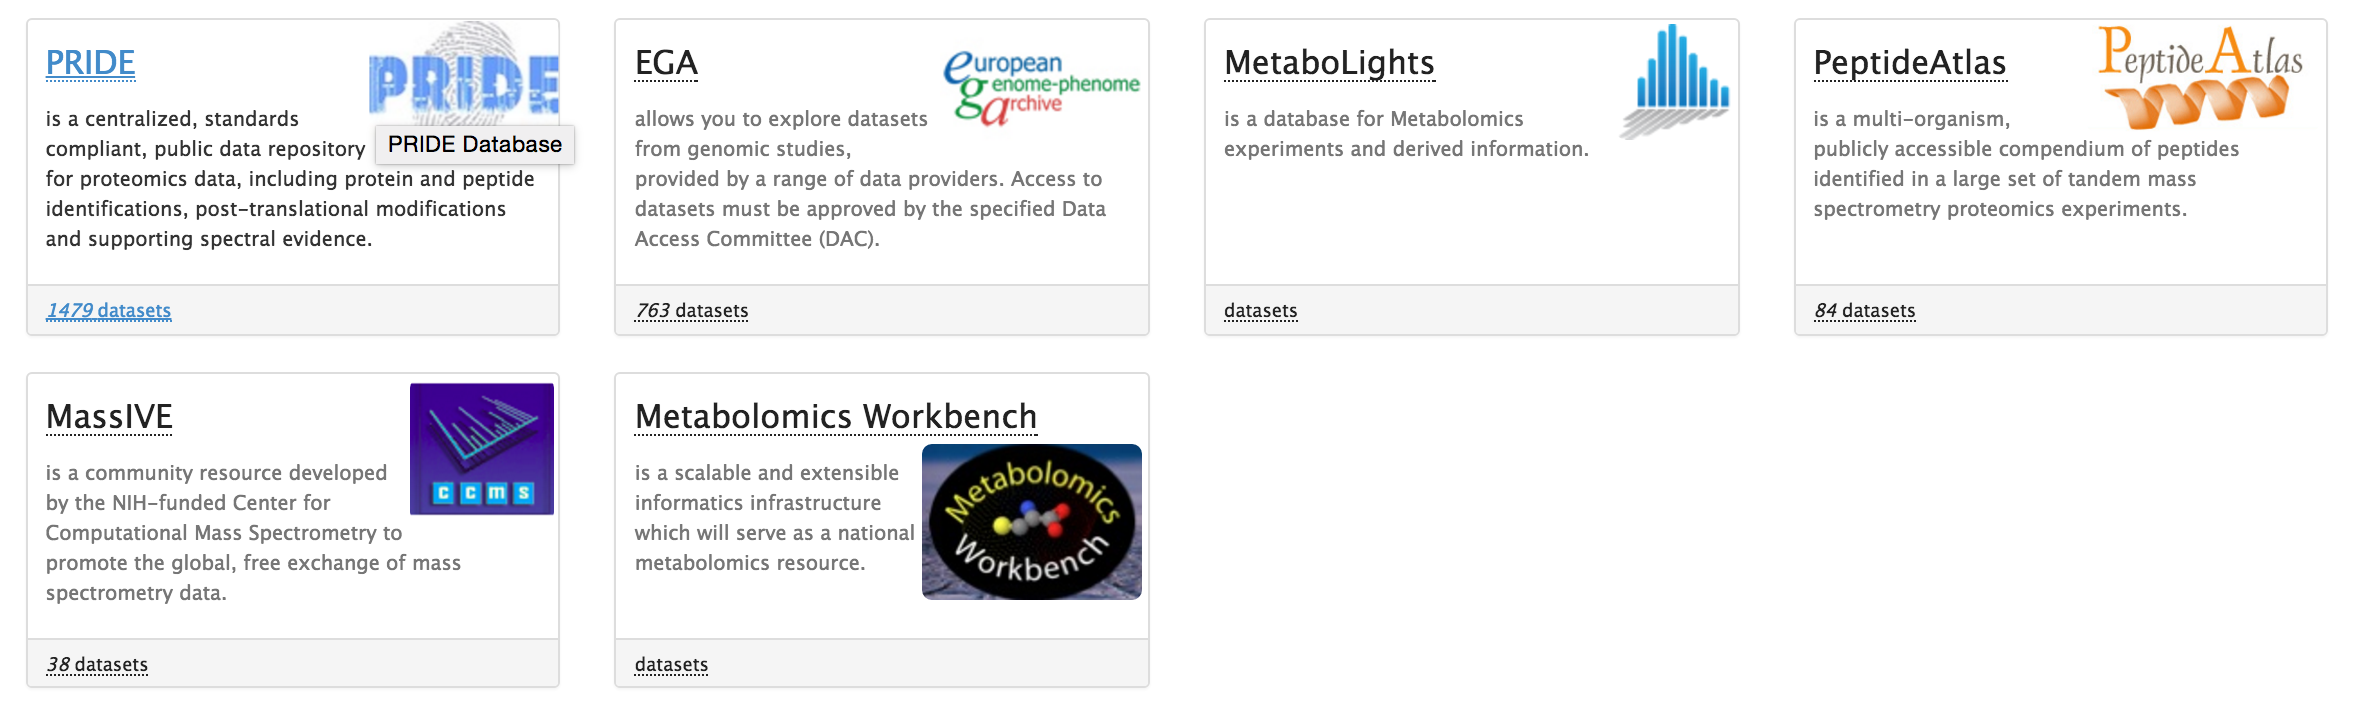 PRIDE
PRIDE
is a centralized, standards
compliant, public data repository
PRIDE Database
for proteomics data, including protein and peptide
identifications, post-translational modifications
and supporting spectral evidence.
1479 datasets
EGA
european
genome-phenome
archive
allows you to explore datasets
from genomic studies,
provided by a range of data providers. Access to
datasets must be approved by the specified Data
Access Committee (DAC).
763 datasets
MetaboLights
is a database for Metabolomics
experiments and derived information.
datasets
PeptideAtlas
PeptideAtlas
is a multi-organism,
publicly accessible compendium of peptides
identified in a large set of tandem mass
spectrometry proteomics experiments.
84 datasets
MassIVE
is a community resource developed
by the NIH-funded Center for
Computational Mass Spectrometry to
promote the global, free exchange of mass
spectrometry data.
CCMS
38 datasets
Metabolomics Workbench
is a scalable and extensible
informatics infrastructure
which will serve as a national
metabolomics resource.
Metabolomics
Workbench
datasets